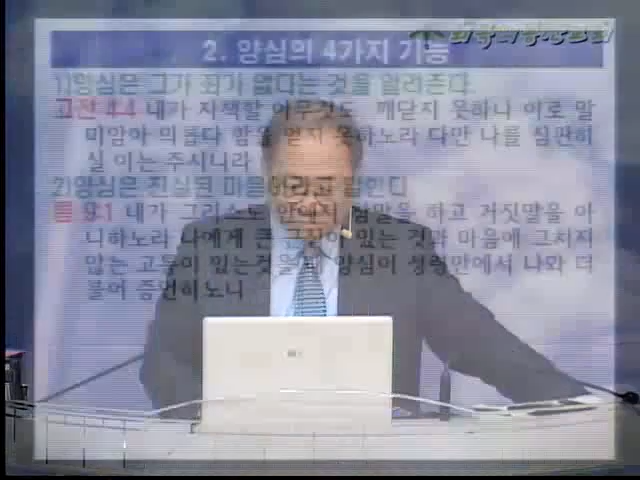 2. 양심의 4가지 기능
1)양심은 그가 죄가 없다는 것을 알려준다.
고전 4:4 내가 자책할 아무것도 깨닫지 못하나 이로 말
미암아 의롭다 함을 얻지 못하노라 다만 나를 심판하
실 이는 주시니라
2)양심은 진실된 마음이라고 말한다
롬 9:1 내가 그리스도 안에서 참말을 하고 거짓말을 아
니하노라 나에게 큰 근심이 있는 것과 마음에 그치지
않는 고통이 있는것을 내 양심이 성령안에서 나와 더
불어 증언하노니